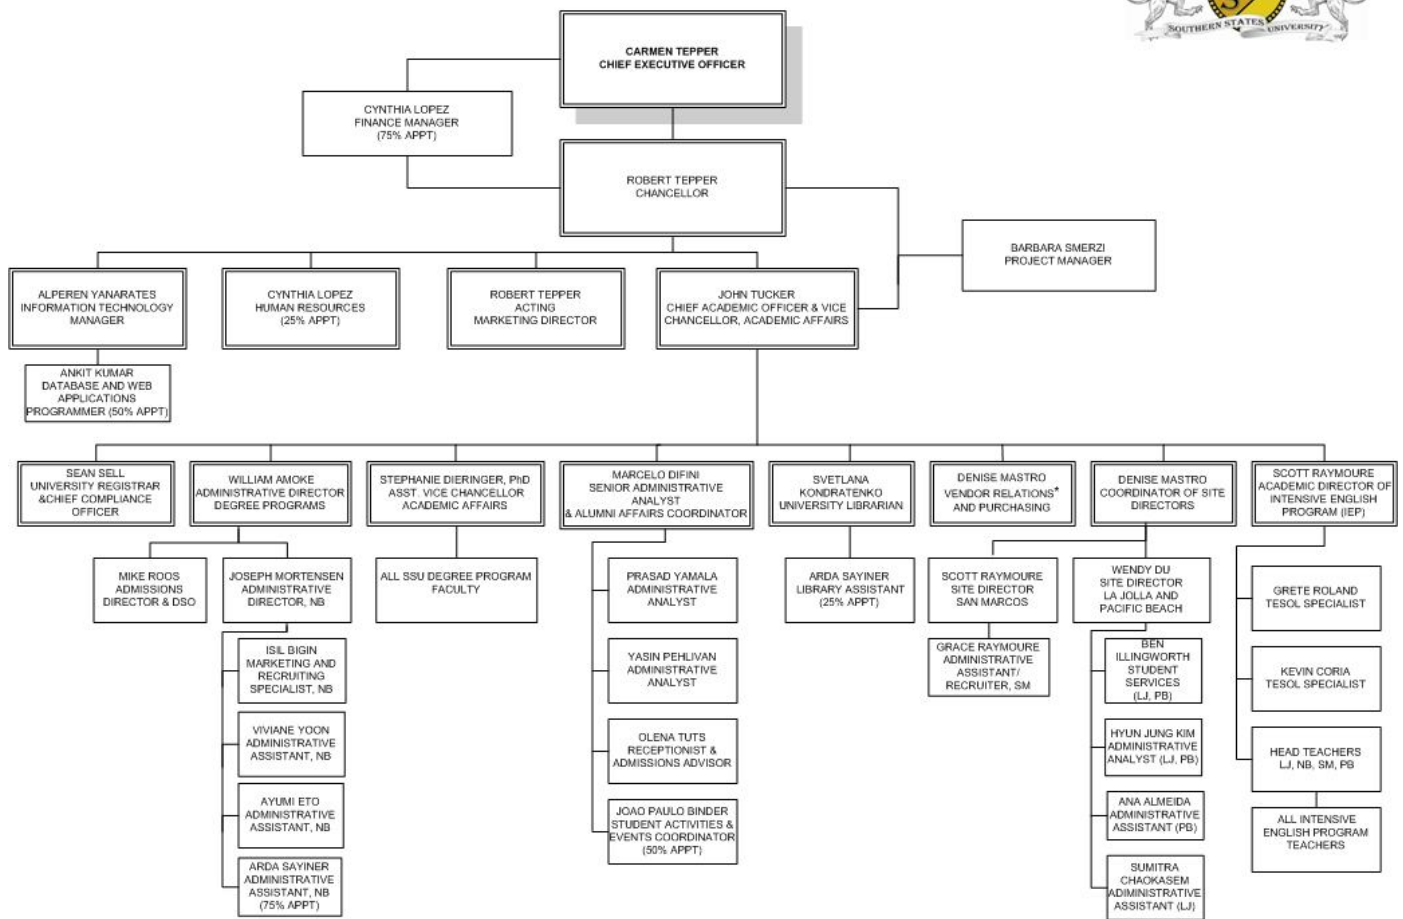 SOUTHERN STATES UNIVERSITY
CARMEN TEPPER
CHIEF EXECUTIVE OFFICER
CYNTHIA LOPEZ
FINANCE MANAGER
(75% APPT)
ROBERT TEPPER
CHANCELLOR
BARBARA SMERZI
PROJECT MANAGER
ALPEREN YANARATES
INFORMATION TECHNOLOGY
MANAGER
CYNTHIA LOPEZ
HUMAN RESOURCES
(25% APPT)
ROBERT TEPPER
ACTING
MARKETING DIRECTOR
JOHN TUCKER
CHIEF ACADEMIC OFFICER & VICE
CHANCELLOR, ACADEMIC AFFAIRS
ANKIT KUMAR
DATABASE AND WEB
APPLICATIONS
PROGRAMMER (50% APPT)
SEAN SELL
UNIVERSITY REGISTRAR
&CHIEF COMPLIANCE
OFFICER
WILLIAM AMOKE
ADMINISTRATIVE DIRECTOR
DEGREE PROGRAMS
STEPHANIE DIERINGER, PhD
ASST. VICE CHANCELLOR
ACADEMIC AFFAIRS
MARCELO DIFINI
SENIOR ADMINISTRATIVE
ANALYST
& ALUMNI AFFAIRS COORDINATOR
SVETLANA
KONDRATENKO
UNIVERSITY LIBRARIAN
DENISE MASTRO
VENDOR RELATIONS*
AND PURCHASING
DENISE MASTRO
COORDINATOR OF SITE
DIRECTORS
SCOTT RAYMOURE
ACADEMIC DIRECTOR OF
INTENSIVE ENGLISH
PROGRAM (IEP)
MIKE ROOS
ADMISSIONS
DIRECTOR & DSO
JOSEPH MORTENSEN
ADMINISTRATIVE
DIRECTOR, NB
ALL SSU DEGREE PROGRAM
FACULTY
PRASAD YAMALA
ADMINISTRATIVE
ANALYST
ARDA SAYINER
LIBRARY ASSISTANT
(25% APPT)
SCOTT RAYMOURE
SITE DIRECTOR
SAN MARCOS
WENDY DU
SITE DIRECTOR
LA JOLLA AND
PACIFIC BEACH
GRETE ROLAND
TESOL SPECIALIST
ISIL BIGIN
MARKETING AND
RECRUITING
SPECIALIST, NB
YASIN PEHLIVAN
ADMINISTRATIVE
ANALYST
GRACE RAYMOURE
ADMINISTRATIVE
ASSISTANT/
RECRUITER, SM
BEN
ILLINGWORTH
STUDENT
SERVICES
(LJ, PB)
KEVIN CORIA
TESOL SPECIALIST
VIVIANE YOON
ADMINISTRATIVE
ASSISTANT, NB
OLENA TUTS
RECEPTIONIST &
ADMISSIONS ADVISOR
HYUN JUNG KIM
ADMINISTRATIVE
ANALYST (LJ, PB)
HEAD TEACHERS
LJ, NB, SM, PB
AYUMI ETO
ADMINISTRATIVE
ASSISTANT, NB
JOAO PAULO BINDER
STUDENT ACTIVITIES &
EVENTS COORDINATOR
(50% APPT)
ANA ALMEIDA
ADMINISTRATIVE
ASSISTANT (PB)
ALL INTENSIVE
ENGLISH PROGRAM
TEACHERS
ARDA SAYINER
ADMINISTRATIVE
ASSISTANT, NB
(75% APPT)
SUMITRA
CHAOKASEM
ADIMINISTRATIVE
ASSISTANT (LJ)